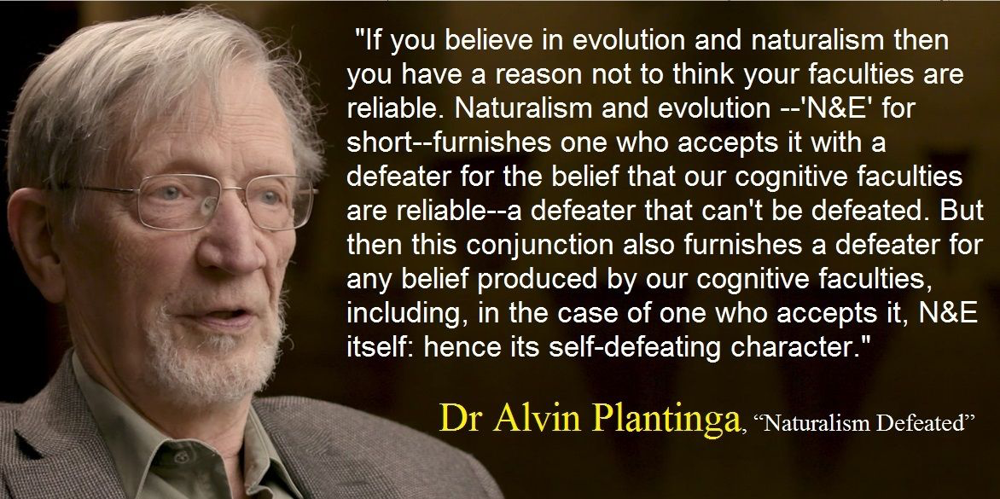 "If you believe in evolution and naturalism then
you have a reason not to think your faculties are
reliable. Naturalism and evolution --'N&E' for
short--furnishes one who accepts it with a
defeater for the belief that our cognitive faculties
are reliable--a defeater that can't be defeated. But
then this conjunction also furnishes a defeater for
any belief produced by our cognitive faculties,
including, in the case of one who accepts it, N&E
itself: hence its self-defeating character."
Dr Alvin Plantinga, “Naturalism Defeated”